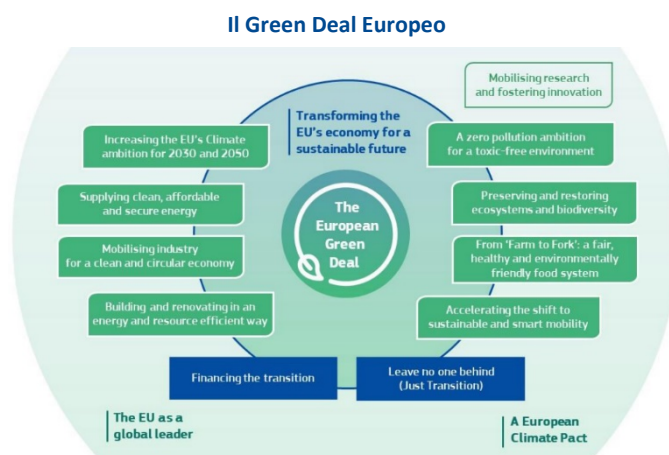 Il Green Deal Europeo
Mobilising research
and fostering innovation
Transforming the
EU's economy for a
sustainable future
Increasing the EU's Climate
ambition for 2030 and 2050
Supplying clean, affordable
and secure energy
Mobilising industry
for a clean and circular economy
Building and renovating in an
energy and resource efficient way
The
European
Green
Deal
A zero pollution ambition
for a toxic-free environment
Preserving and restoring
ecosystems and biodiversity
From 'Farm to Fork': a fair,
healthy and environmentally
friendly food system
Accelerating the shift to
sustainable and smart mobility
Financing the transition
Leave no one behind
(Just Transition)
The EU as a
global leader
A European
Climate Pact